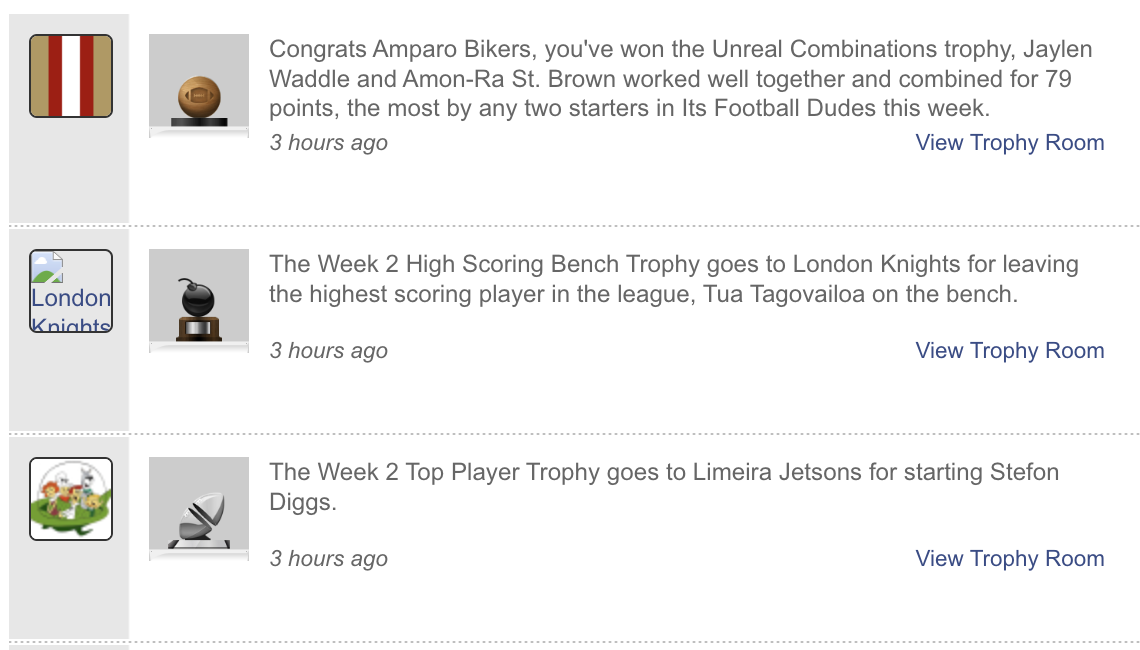 Congrats Amparo Bikers, you've won the Unreal Combinations trophy, Jaylen
Waddle and Amon-Ra St. Brown worked well together and combined for 79
points, the most by any two starters in Its Football Dudes this week.
3 hours ago View Trophy Room
London
Knights
The Week 2 High Scoring Bench Trophy goes to London Knights for leaving
the highest scoring player in the league, Tua Tagovailoa on the bench.
3 hours ago View Trophy Room
The Week 2 Top Player Trophy goes to Limeira Jetsons for starting Stefon
Diggs.
3 hours ago View Trophy Room